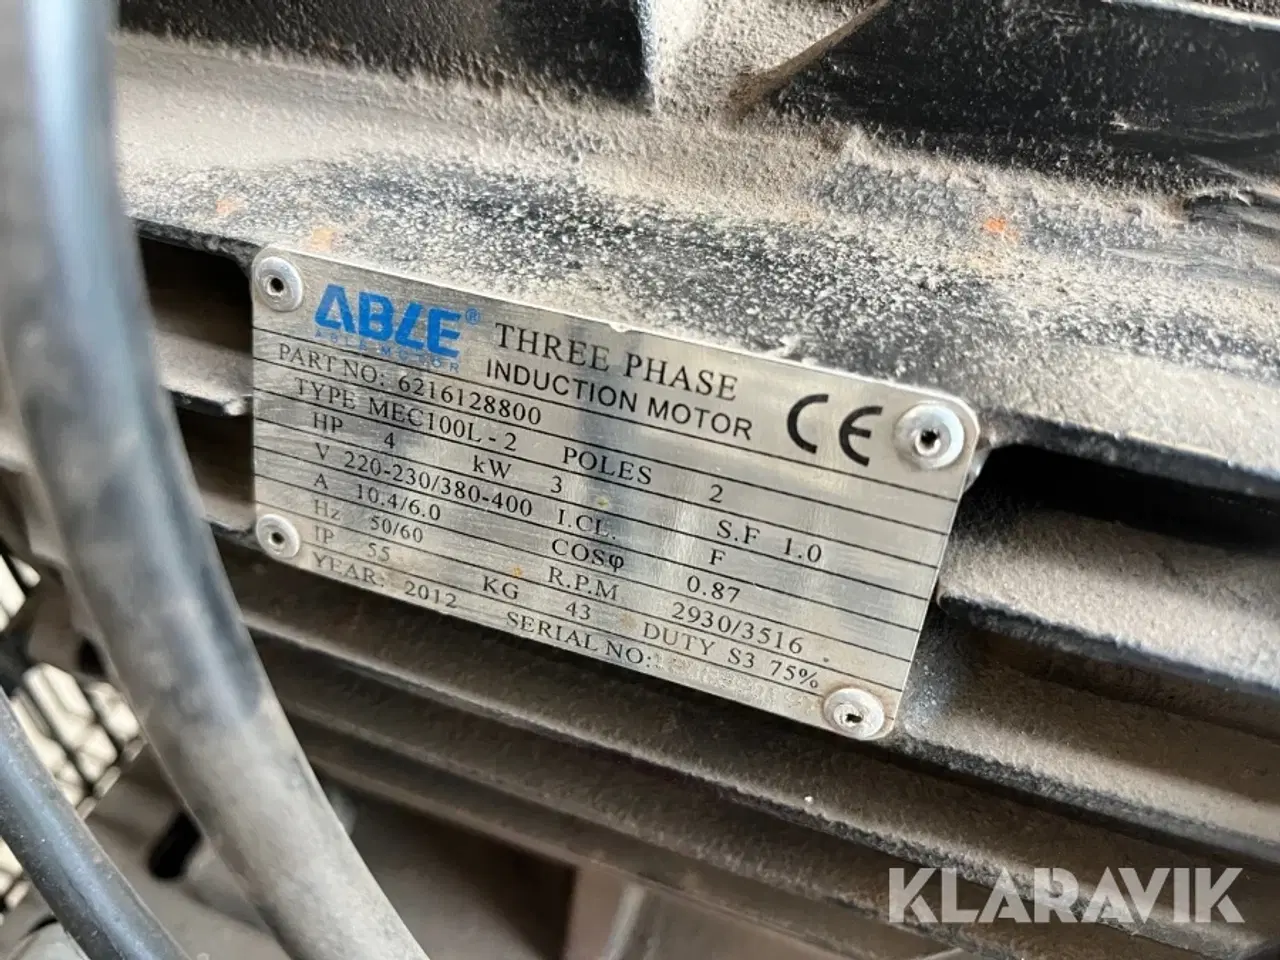 ABLE® THREE PHASE
ABLE MOTOR INDUCTION MOTOR CE
PART NO: 6216128800
TYPE MEC100L-2 POLES 2
HP 4 kW 3 S.F 1.0
V 220-230/380-400 I.CL. F
A 10.4/6.0 COSφ 0.87
Hz 50/60 R.P.M 2930/3516
IP 55 KG 43 DUTY S3 75%
YEAR: 2012 SERIAL NO:
KLARAVIK